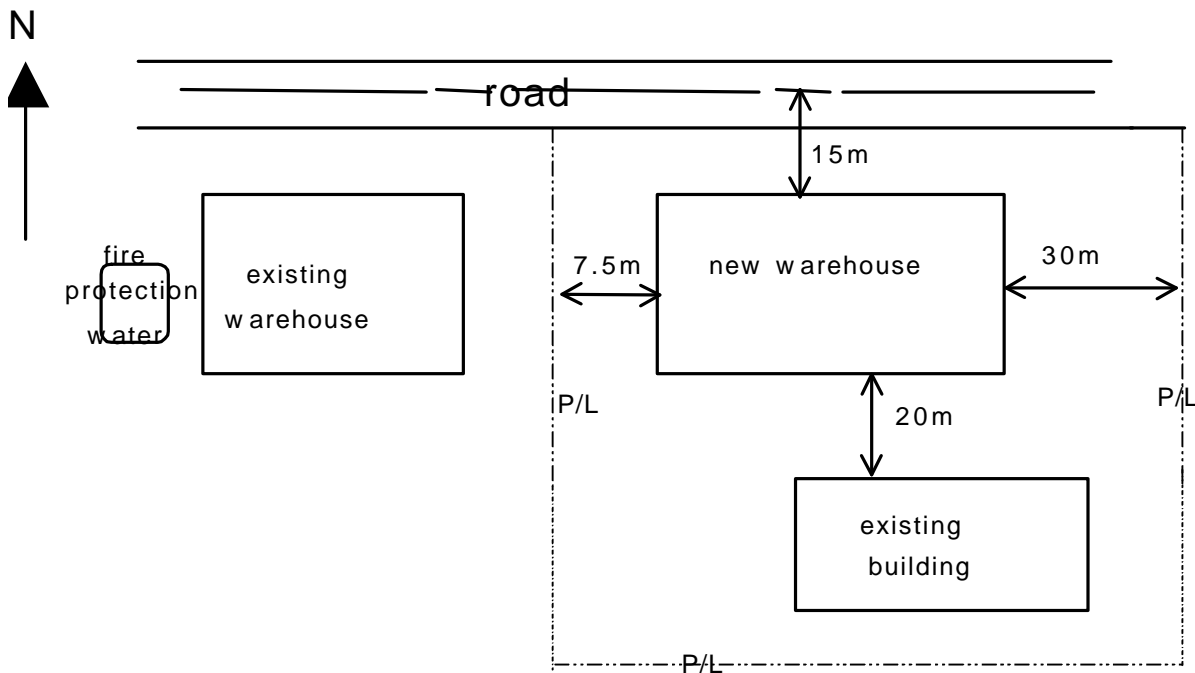 N
road
15m
fire
protection
water
existing
warehouse
7.5m
new warehouse
30m
P/L
P/L
20m
existing
building
P/L